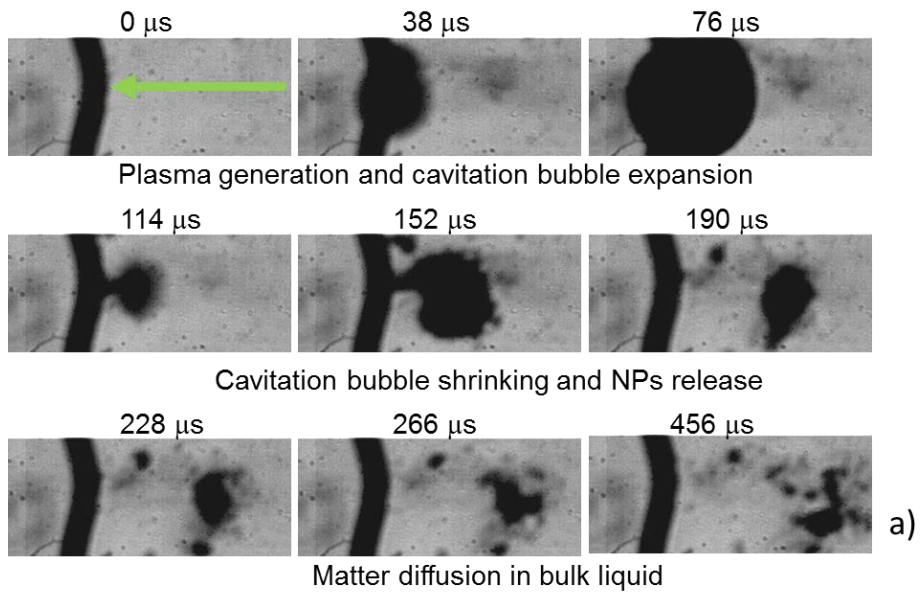 0 μs 38 μs 76 μs
Plasma generation and cavitation bubble expansion
114 μs 152 μs 190 μs
Cavitation bubble shrinking and NPs release
228 μs 266 μs 456 μs
a)
Matter diffusion in bulk liquid